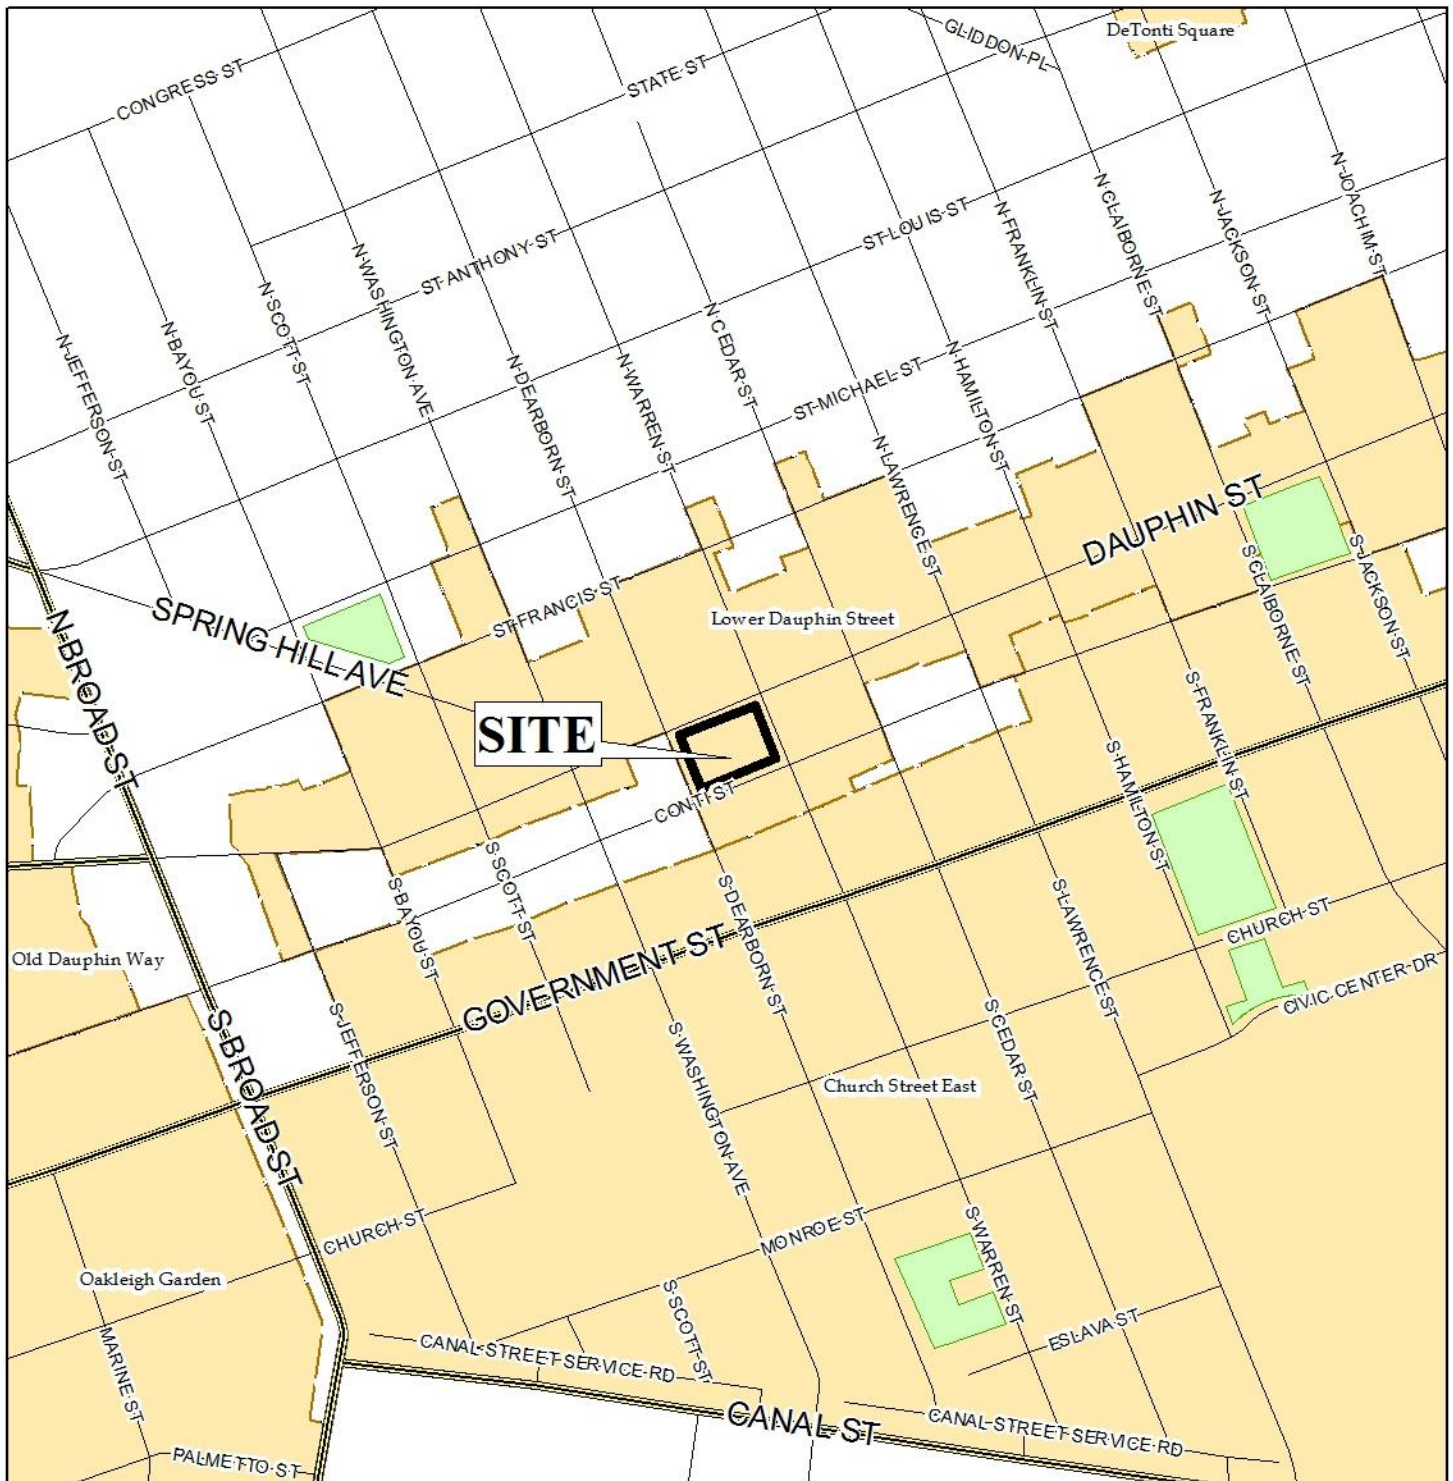 DeTonti Square
GLIDDON PL
CONGRESS ST
STATE ST
N JOACHIM ST
N CLAIBORNE ST
N JACKSON ST
N FRANKLIN ST
ST LOUIS ST
ST ANTHONY ST
N WASHINGTON AVE
N SCOTT ST
N BAYOU ST
N JEFFERSON ST
N CEDAR ST
N DEARBORN ST
N WARREN ST
ST MICHAEL ST
N HAMILTON ST
N LAWRENCE ST
DAUPHIN ST
S CLAIBORNE ST
S JACKSON ST
ST FRANCIS ST
SPRING HILL AVE
N BROAD ST
Lower Dauphin Street
SITE
CONTI ST
S FRANKLIN ST
S HAMILTON ST
S SCOTT ST
S BAYOU ST
S DEARBORN ST
S LAWRENCE ST
CHURCH ST
CIVIC CENTER DR
GOVERNMENT ST
Old Dauphin Way
S BROAD ST
S JEFFERSON ST
S WASHINGTON AVE
S CEDAR ST
Church Street East
CHURCH ST
MONROE ST
S WARREN ST
Oakleigh Garden
S SCOTT ST
ESLAVA ST
MARINE ST
CANAL STREET SERVICE RD
CANAL ST
CANAL STREET SERVICE RD
PALMETTO ST